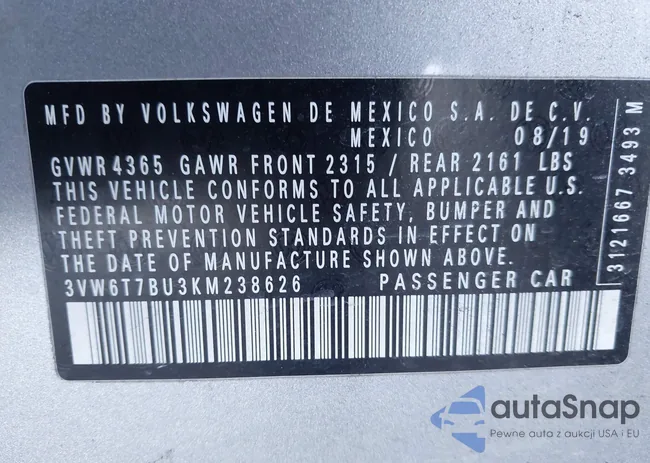 MFD BY VOLKSWAGEN DE MEXICO S.A. DE C.V.
MEXICO 08/19
GVWR 4365 GAWR FRONT 2315 / REAR 2161 LBS
THIS VEHICLE CONFORMS TO ALL APPLICABLE U.S.
FEDERAL MOTOR VEHICLE SAFETY, BUMPER AND
THEFT PREVENTION STANDARDS IN EFFECT ON
THE DATE OF MANUFACTURE SHOWN ABOVE.
3VW6T7BU3KM238626 PASSENGER CAR
3121667 3493 M
autaSnap
Pewne auta z aukcji USA i EU